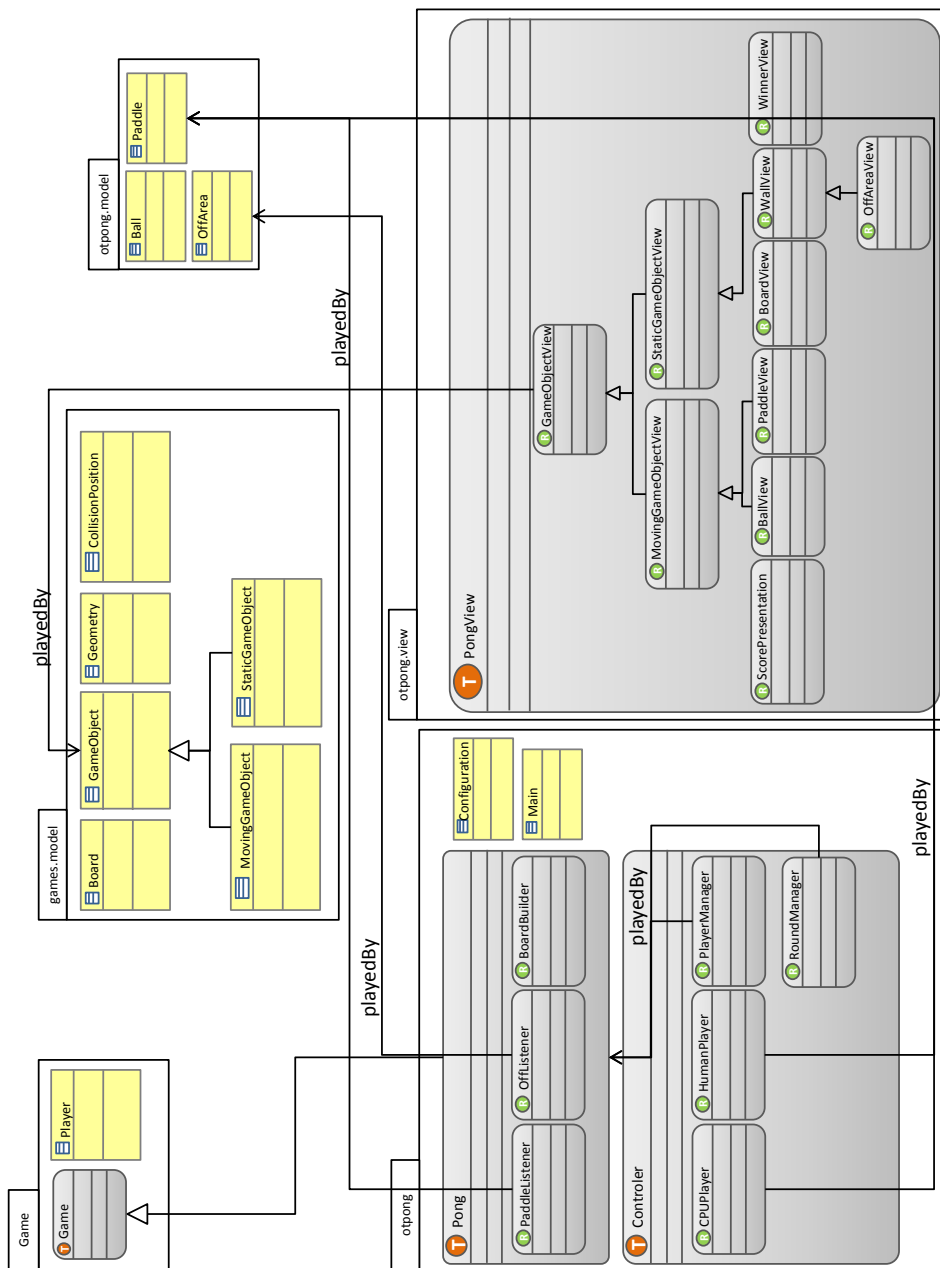 Game
T Game
Player
games.model
Board
GameObject
Geometry
CollisionPosition
MovingGameObject
StaticGameObject
playedBy
otpong.model
Ball
Paddle
OffArea
playedBy
playedBy
otpong
T Pong
R PaddleListener
R OffListener
R BoardBuilder
Configuration
Main
T Controler
R CPUPlayer
R HumanPlayer
R PlayerManager
R RoundManager
playedBy
playedBy
otpong.view
T PongView
R GameObjectView
R MovingGameObjectView
R StaticGameObjectView
R ScorePresentation
R BallView
R PaddleView
R BoardView
R WallView
R WinnerView
R OffAreaView